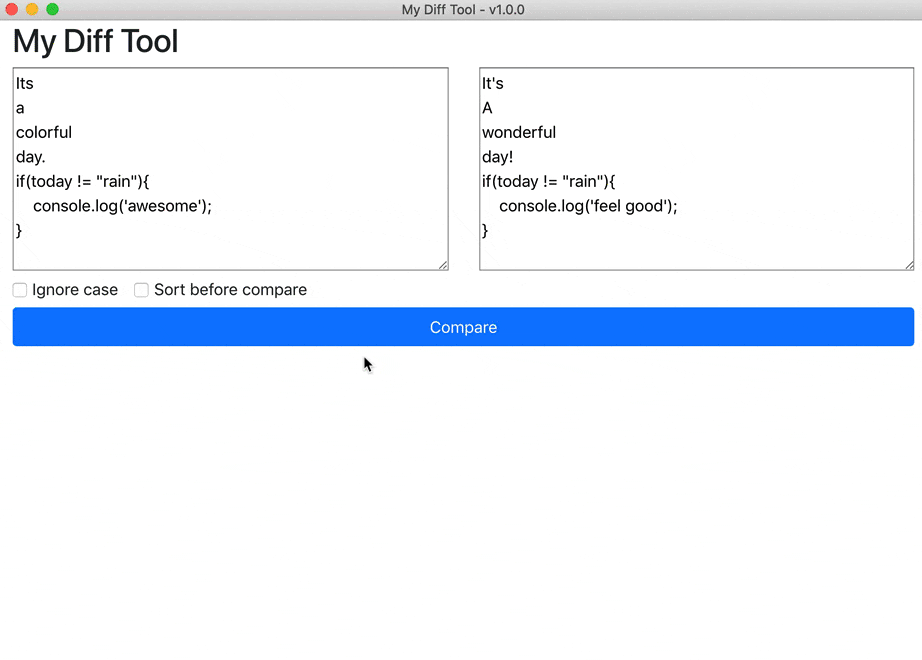 My Diff Tool - v1.0.0
My Diff Tool
Its
a
colorful
day.
if(today != "rain"){
    console.log('awesome');
}
It's
A
wonderful
day!
if(today != "rain"){
    console.log('feel good');
}
Ignore case
Sort before compare
Compare